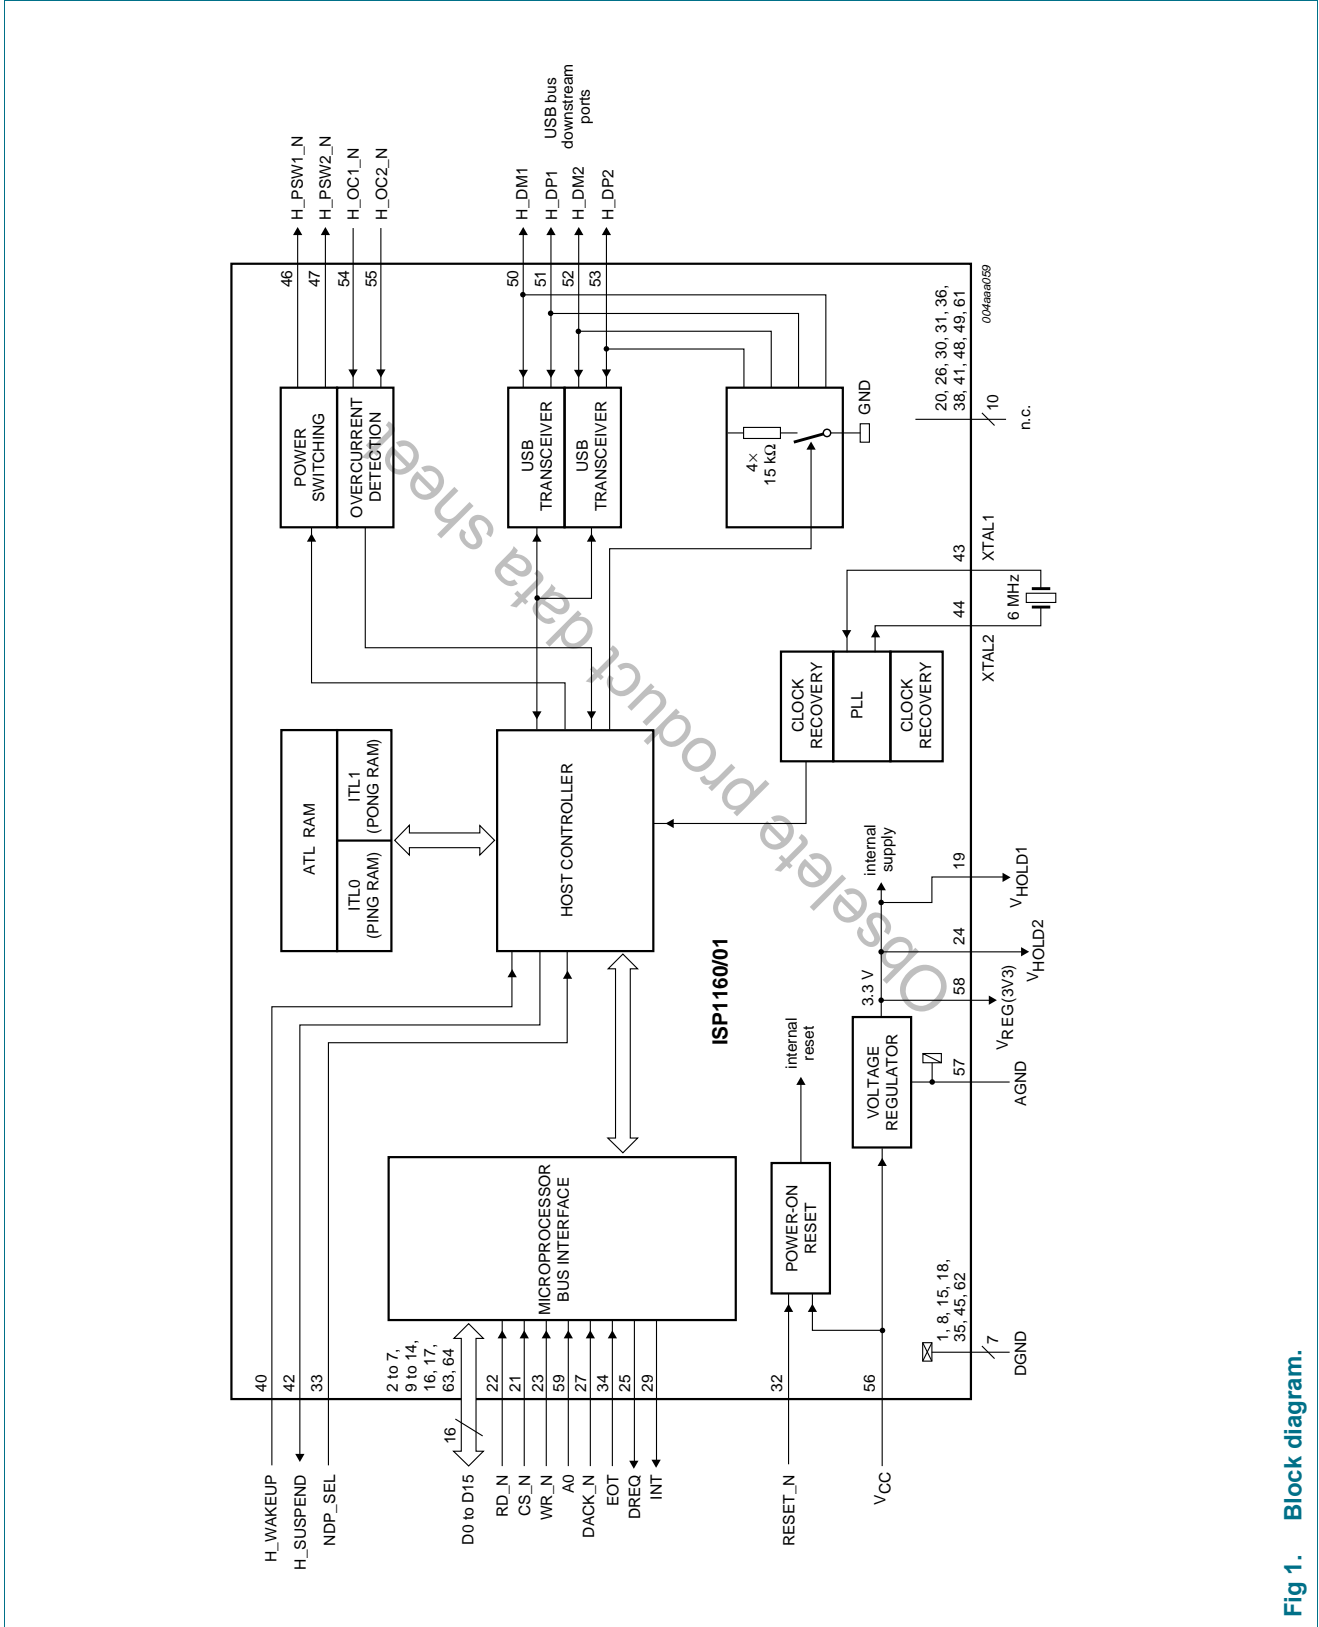 H_WAKEUP
40
H_SUSPEND
42
NDP_SEL
33
D0 to D15
16
2 to 7,
9 to 14,
16, 17,
63, 64
RD_N
22
CS_N
21
WR_N
23
A0
59
DACK_N
27
EOT
34
DREQ
25
INT
29
MICROPROCESSOR
BUS INTERFACE
RESET_N
32
VCC
56
POWER-ON
RESET
internal
reset
1, 8, 15, 18,
35, 45, 62
7
DGND
VOLTAGE
REGULATOR
57
AGND
3.3 V
58
VREG(3V3)
24
VHOLD2
19
VHOLD1
internal
supply
ISP1160/01
ATL RAM
ITL0
(PING RAM)
ITL1
(PONG RAM)
HOST CONTROLLER
CLOCK
RECOVERY
PLL
CLOCK
RECOVERY
44
XTAL2
6 MHz
43
XTAL1
POWER
SWITCHING
OVERCURRENT
DETECTION
46
H_PSW1_N
47
H_PSW2_N
54
H_OC1_N
55
H_OC2_N
USB
TRANSCEIVER
USB
TRANSCEIVER
50
H_DM1
51
H_DP1
52
H_DM2
53
H_DP2
USB bus
downstream
ports
4×
15 kΩ
GND
20, 26, 30, 31, 36,
38, 41, 48, 49, 61
10
n.c.
004aaa059
Obselete product data sheet
Fig 1. Block diagram.